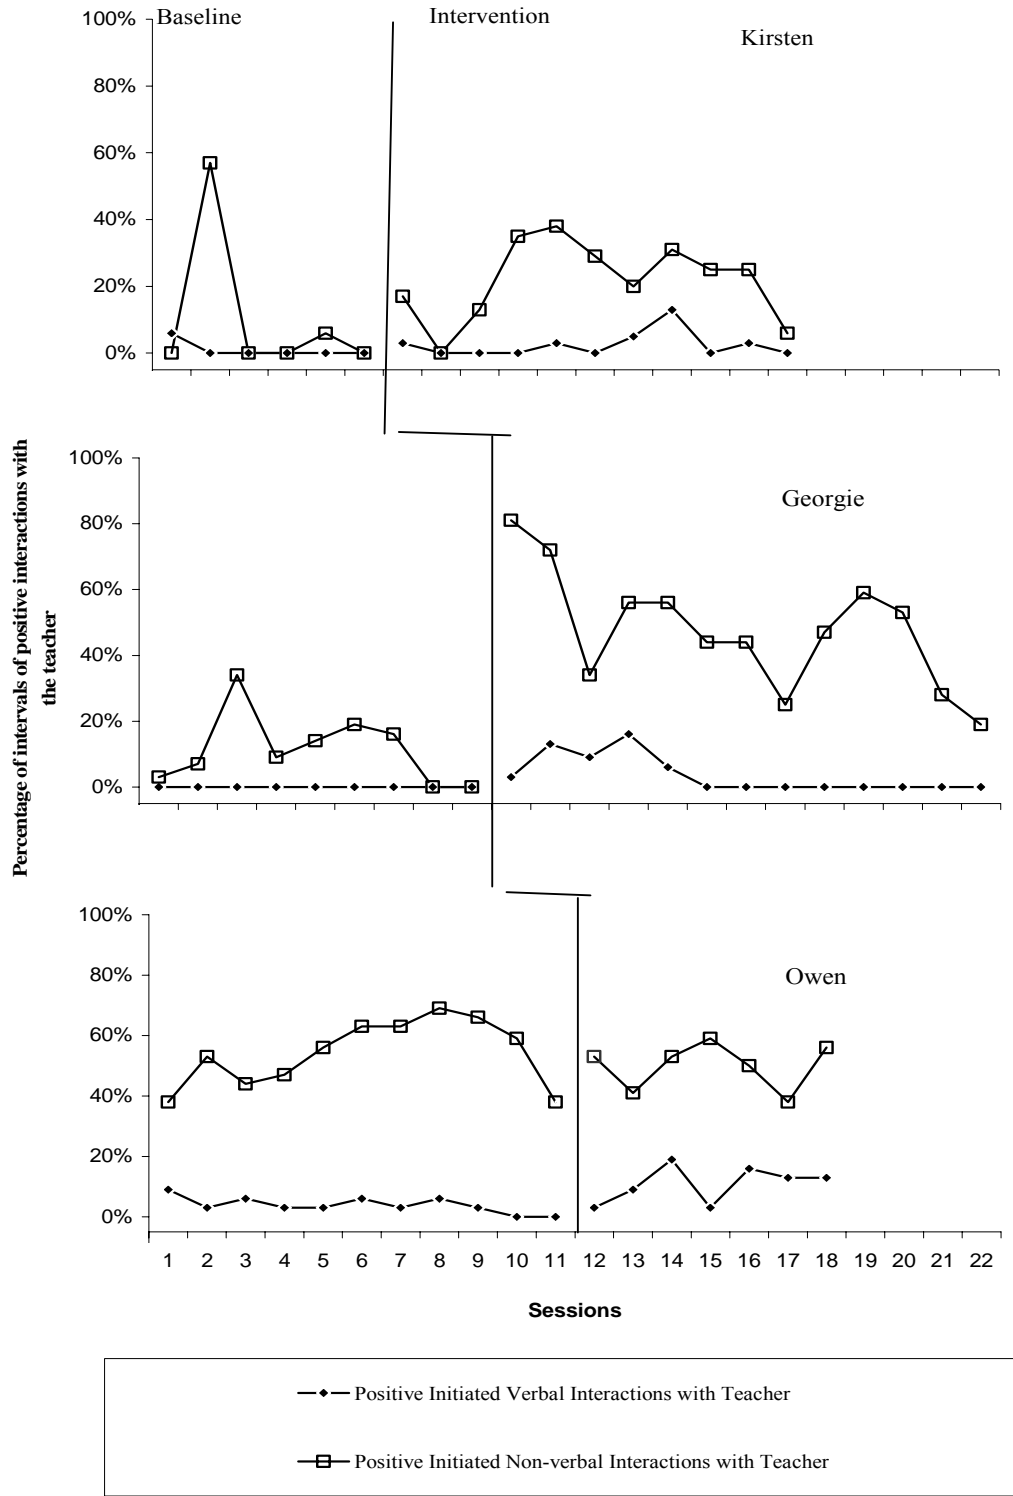 Baseline
Intervention
Kirsten
100%
80%
60%
40%
20%
0%
Percentage of intervals of positive interactions with
the teacher
Georgie
100%
80%
60%
40%
20%
0%
Owen
100%
80%
60%
40%
20%
0%
1 2 3 4 5 6 7 8 9 10 11 12 13 14 15 16 17 18 19 20 21 22
Sessions
Positive Initiated Verbal Interactions with Teacher
Positive Initiated Non-verbal Interactions with Teacher